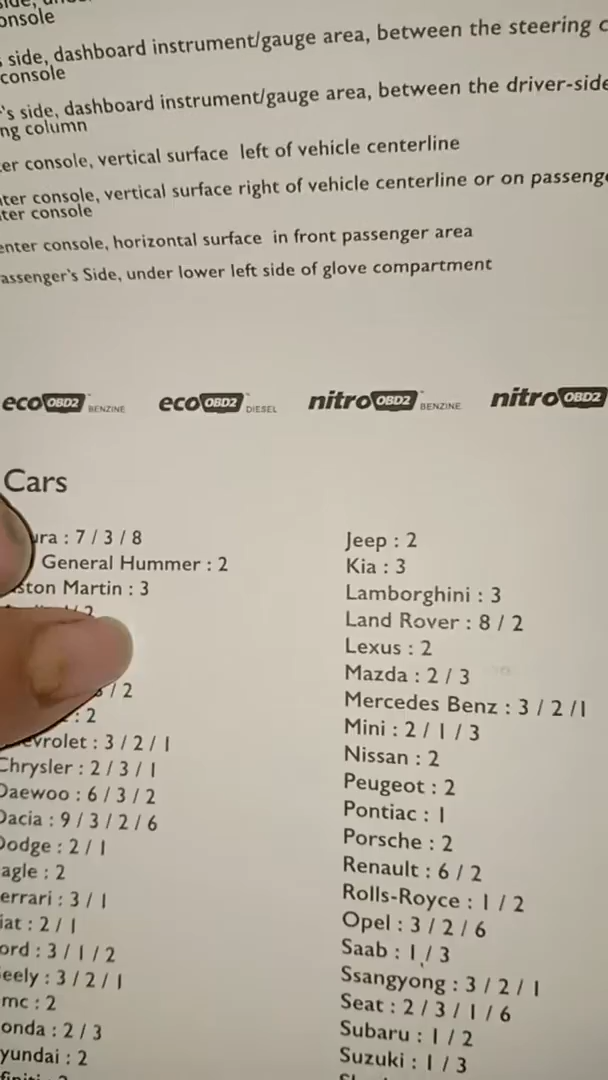 onsole
side, dashboard instrument/gauge area, between the steering c
console
's side, dashboard instrument/gauge area, between the driver-side
ng column
ter console, vertical surface left of vehicle centerline
nter console, vertical surface right of vehicle centerline or on passenge
ter console
enter console, horizontal surface in front passenger area
assenger's Side, under lower left side of glove compartment
eco OBD2 BENZINE eco OBD2 DIESEL nitro OBD2 BENZINE nitro OBD2
Cars
ura : 7 / 3 / 8
General Hummer : 2
ston Martin : 3
/ 2
: 2
evrolet : 3 / 2 / 1
Chrysler : 2 / 3 / 1
Daewoo : 6 / 3 / 2
Dacia : 9 / 3 / 2 / 6
Dodge : 2 / 1
agle : 2
errari : 3 / 1
iat : 2 / 1
ord : 3 / 1 / 2
eely : 3 / 2 / 1
mc : 2
onda : 2 / 3
yundai : 2
Jeep : 2
Kia : 3
Lamborghini : 3
Land Rover : 8 / 2
Lexus : 2
Mazda : 2 / 3
Mercedes Benz : 3 / 2 /1
Mini : 2 / 1 / 3
Nissan : 2
Peugeot : 2
Pontiac : 1
Porsche : 2
Renault : 6 / 2
Rolls-Royce : 1 / 2
Opel : 3 / 2 / 6
Saab : 1 / 3
Ssangyong : 3 / 2 / 1
Seat : 2 / 3 / 1 / 6
Subaru : 1 / 2
Suzuki : 1 / 3